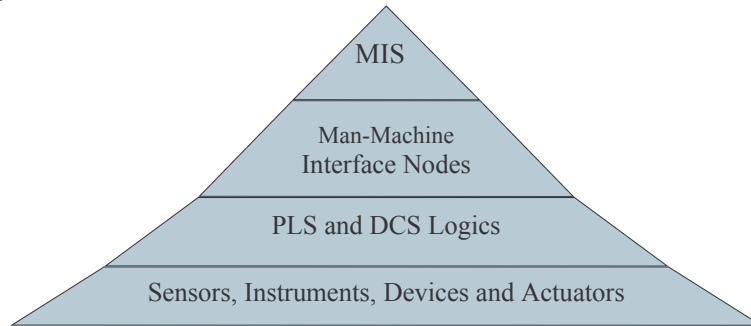 MIS
Man-Machine
Interface Nodes
PLS and DCS Logics
Sensors, Instruments, Devices and Actuators